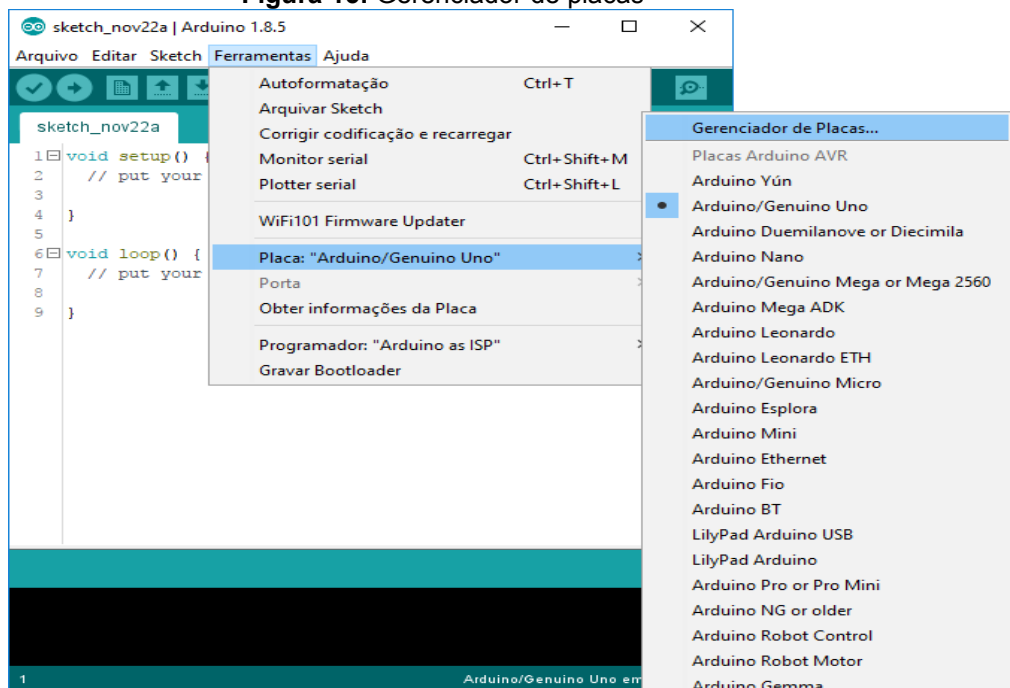 Figura 16. Gerenciador de placas
sketch_nov22a | Arduino 1.8.5
Arquivo Editar Sketch Ferramentas Ajuda
sketch_nov22a
1 void setup() {
2 // put your
3
4 }
5
6 void loop() {
7 // put your
8
9 }
Autoformatação Ctrl+T
Arquivar Sketch
Corrigir codificação e recarregar
Monitor serial Ctrl+Shift+M
Plotter serial Ctrl+Shift+L
WiFi101 Firmware Updater
Placa: "Arduino/Genuino Uno"
Porta
Obter informações da Placa
Programador: "Arduino as ISP"
Gravar Bootloader
Gerenciador de Placas...
Placas Arduino AVR
Arduino Yún
Arduino/Genuino Uno
Arduino Duemilanove or Diecimila
Arduino Nano
Arduino/Genuino Mega or Mega 2560
Arduino Mega ADK
Arduino Leonardo
Arduino Leonardo ETH
Arduino/Genuino Micro
Arduino Esplora
Arduino Mini
Arduino Ethernet
Arduino Fio
Arduino BT
LilyPad Arduino USB
LilyPad Arduino
Arduino Pro or Pro Mini
Arduino NG or older
Arduino Robot Control
Arduino Robot Motor
Arduino Gemma
1 Arduino/Genuino Uno em